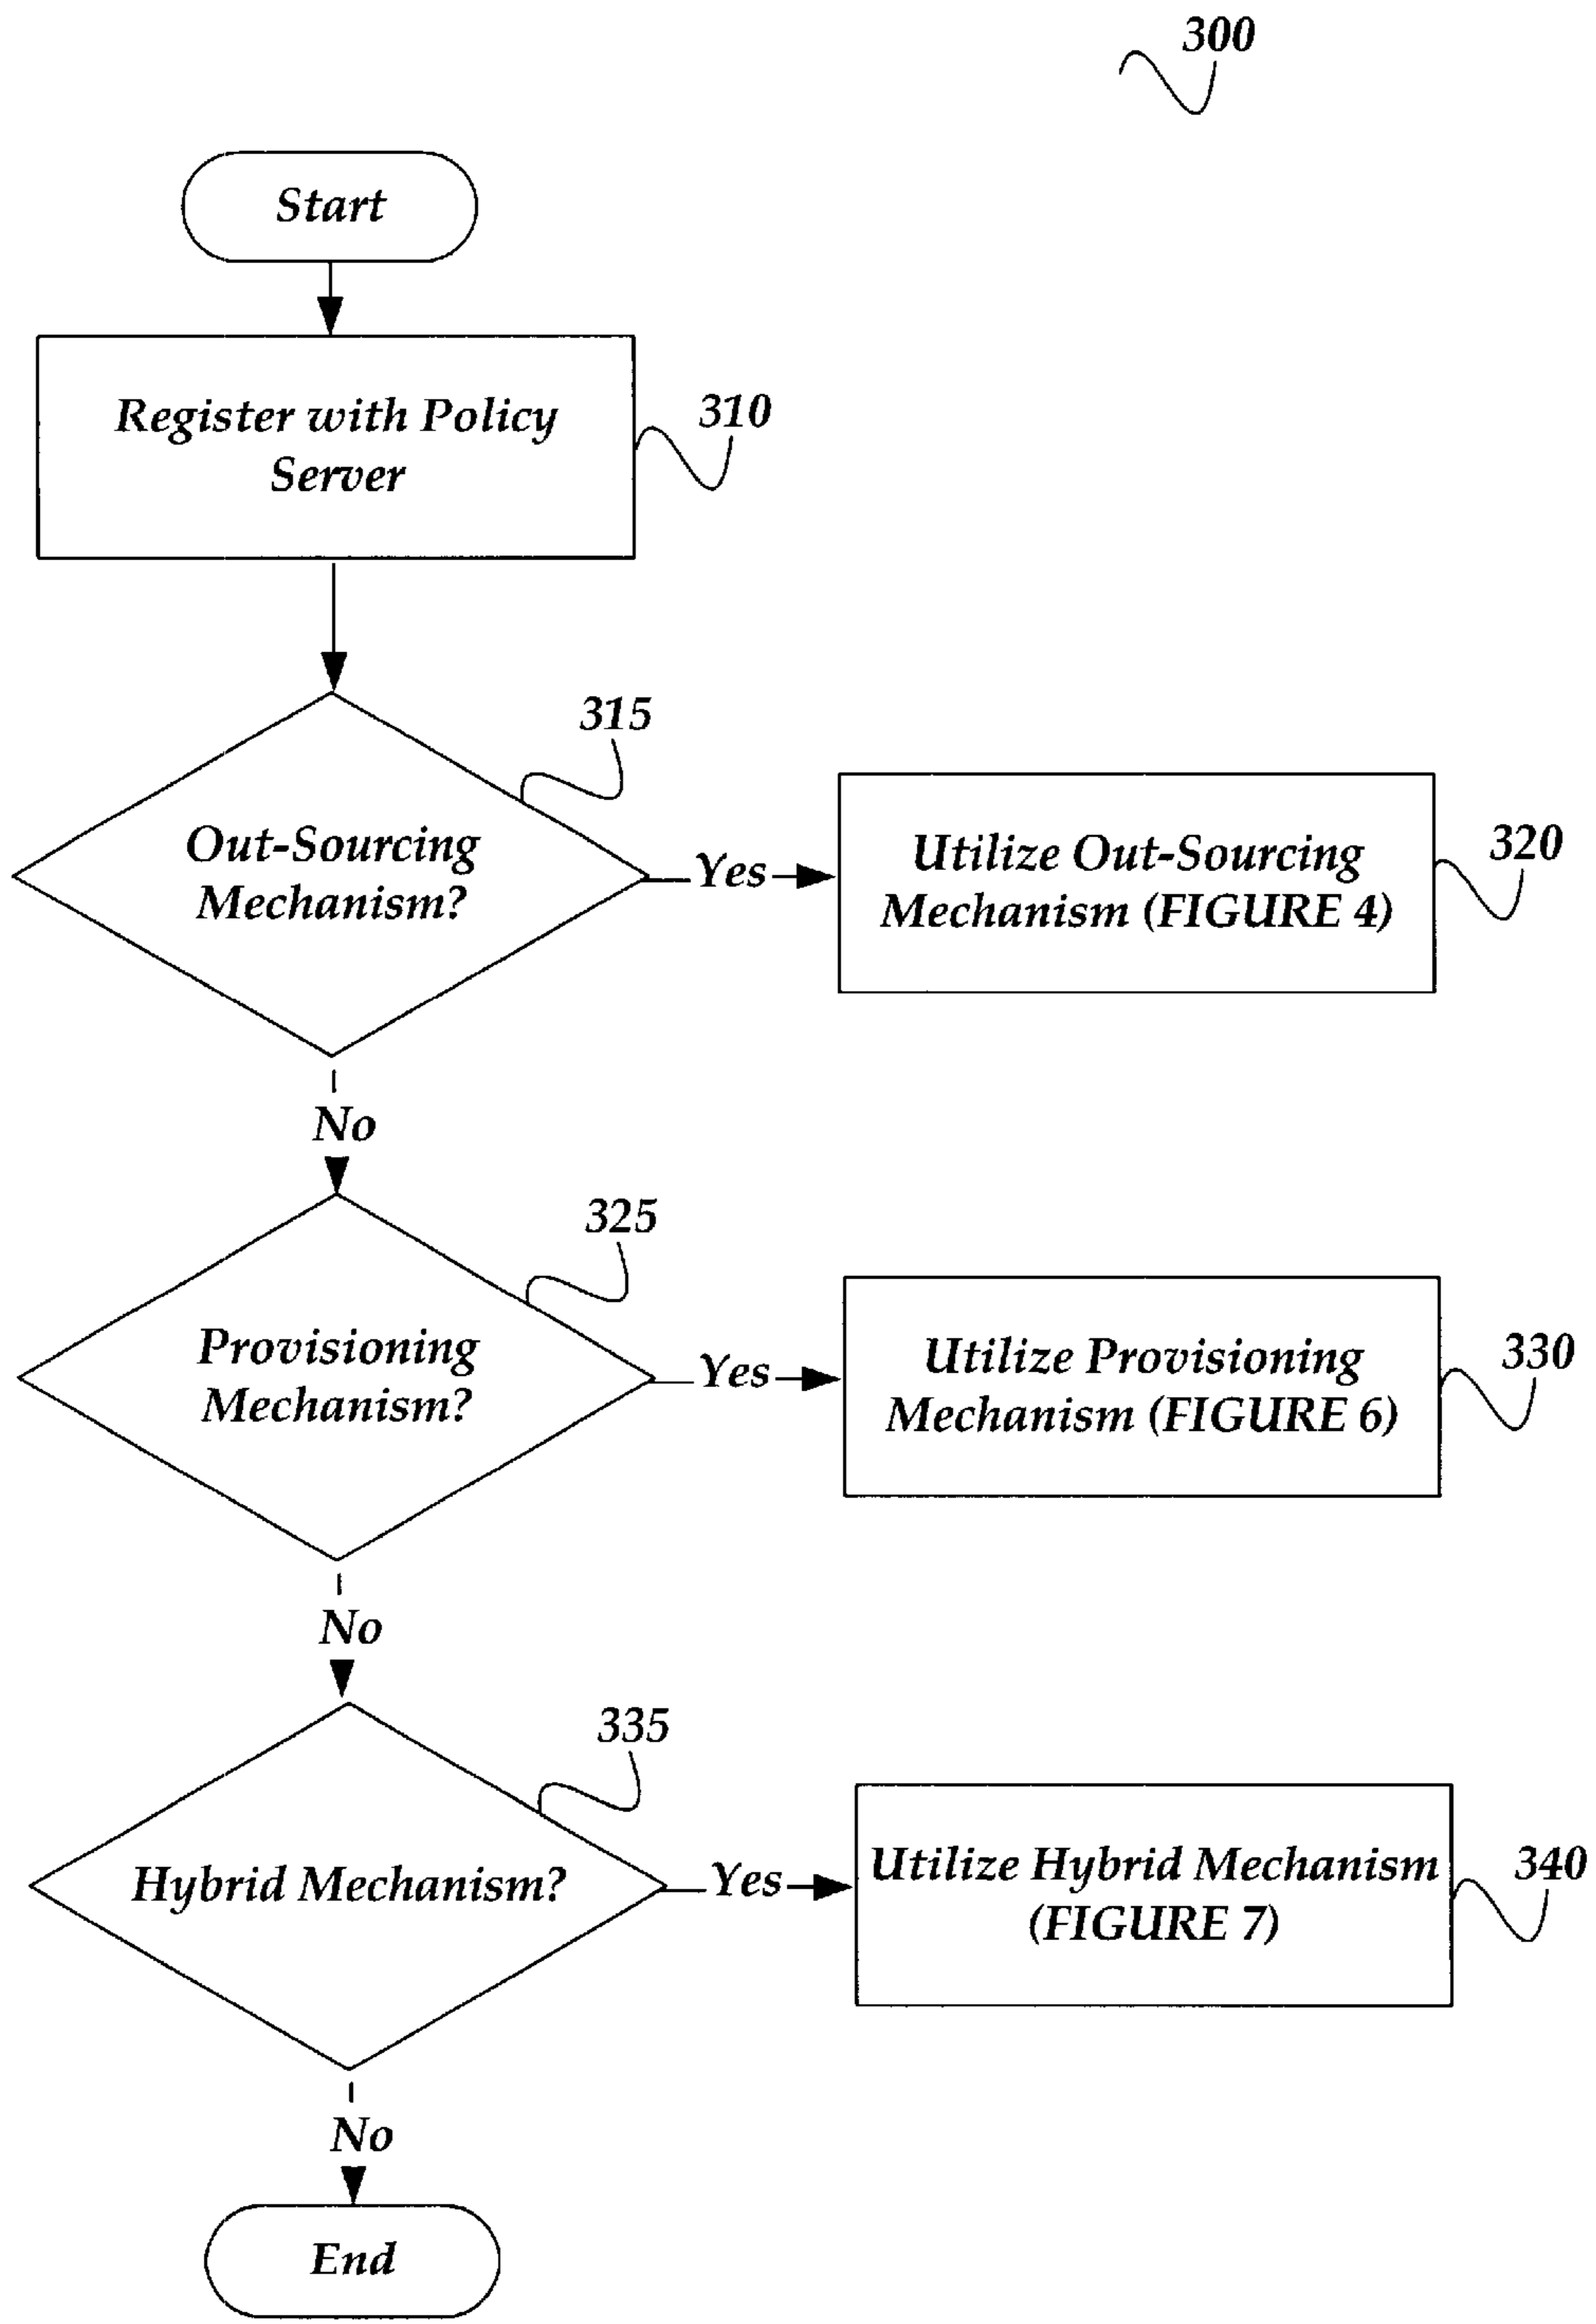 300
Start
Register with Policy
Server
310
315
Out-Sourcing
Mechanism?
Yes
Utilize Out-Sourcing
Mechanism (FIGURE 4)
320
No
325
Provisioning
Mechanism?
Yes
Utilize Provisioning
Mechanism (FIGURE 6)
330
No
335
Hybrid Mechanism?
Yes
Utilize Hybrid Mechanism
(FIGURE 7)
340
No
End